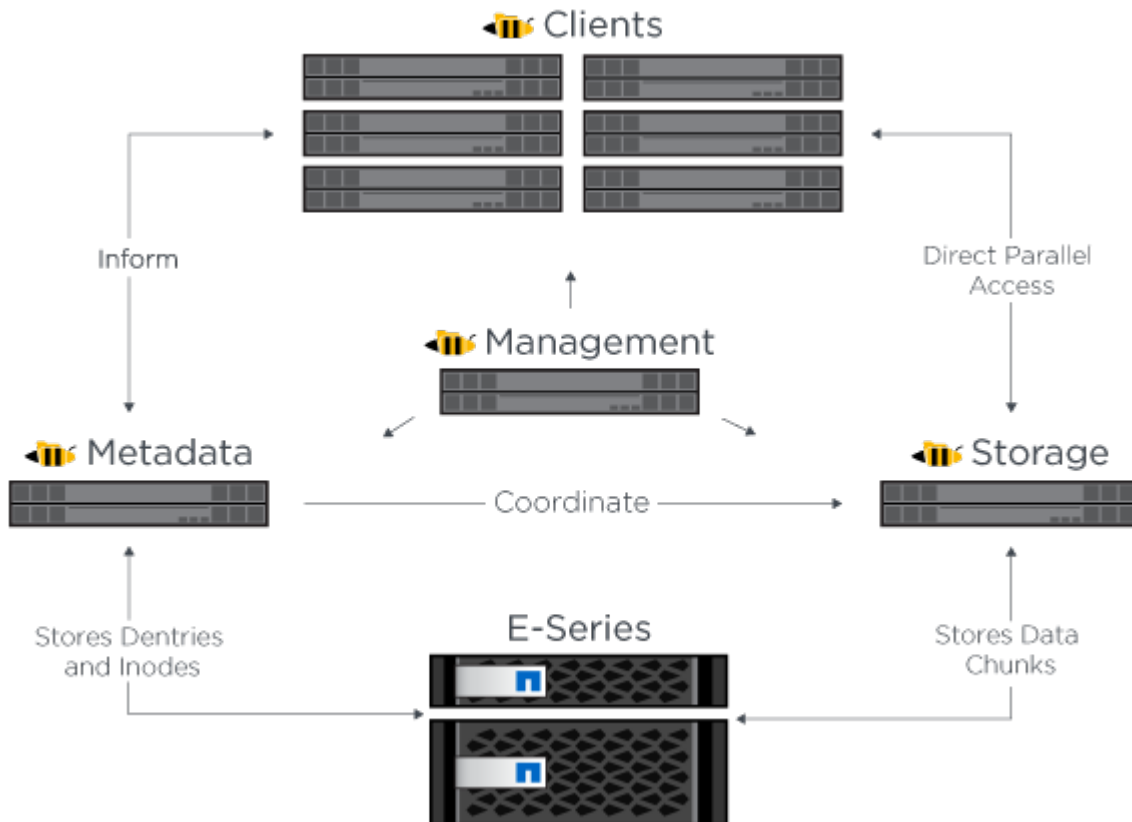 Clients
Inform
Direct Parallel
Access
Management
Metadata
Storage
Coordinate
Stores Dentries
and Inodes
E-Series
Stores Data
Chunks